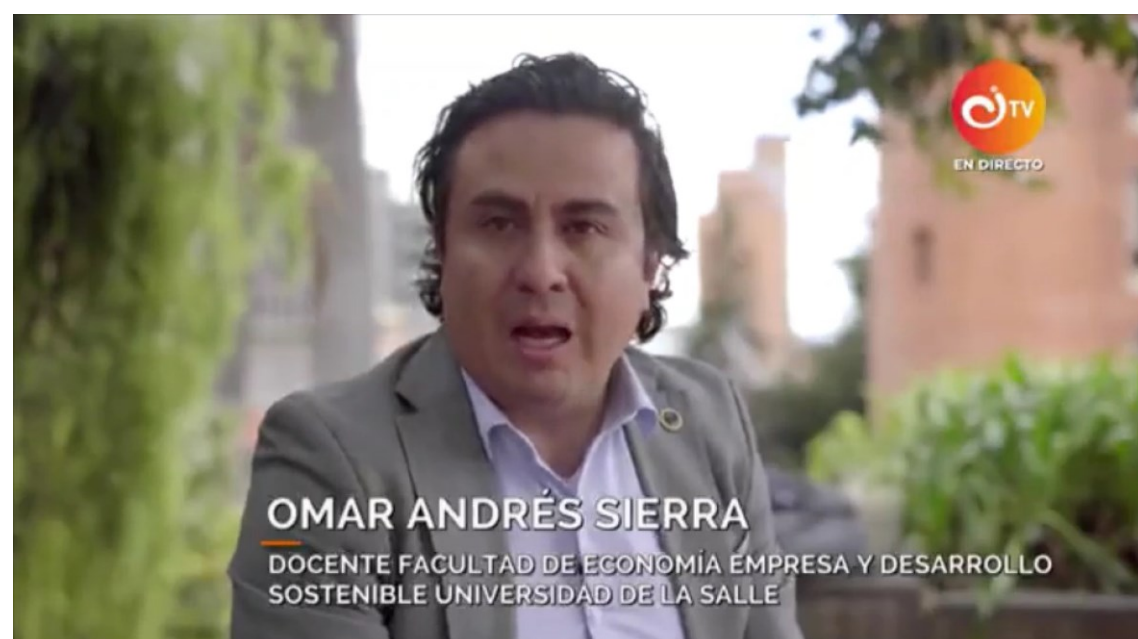 TV
EN DIRECTO
OMAR ANDRÉS SIERRA
DOCENTE FACULTAD DE ECONOMÍA EMPRESA Y DESARROLLO
SOSTENIBLE UNIVERSIDAD DE LA SALLE